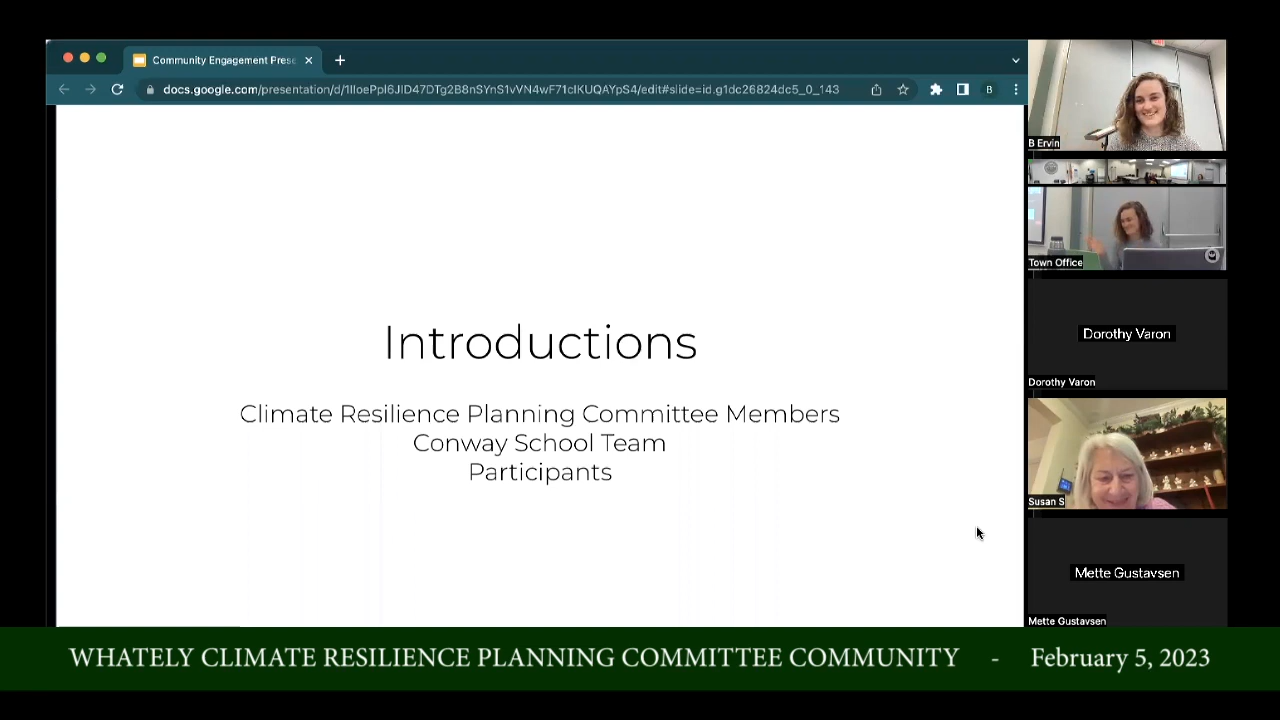 Community Engagement Prese
docs.google.com/presentation/d/1IIoePpI6JID47DTg2B8nSYnS1vVN4wF71cIKUQAYpS4/edit#slide=id.g1dc26824dc5_0_143
B
Introductions
Climate Resilience Planning Committee Members
Conway School Team
Participants
B Ervin
Town Office
Dorothy Varon
Dorothy Varon
Susan S
Mette Gustavsen
Mette Gustavsen
WHATELY CLIMATE RESILIENCE PLANNING COMMITTEE COMMUNITY - February 5, 2023